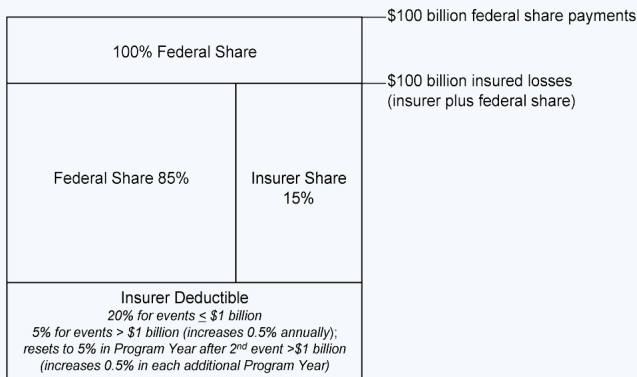 $100 billion federal share payments
100% Federal Share
$100 billion insured losses
(insurer plus federal share)
Federal Share 85%
Insurer Share
15%
Insurer Deductible
20% for events ≤ $1 billion
5% for events > $1 billion (increases 0.5% annually);
resets to 5% in Program Year after 2nd event >$1 billion
(increases 0.5% in each additional Program Year)